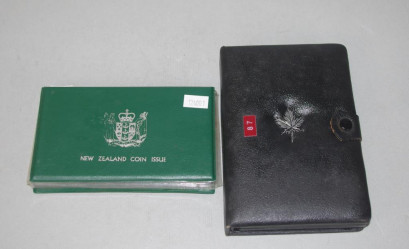 NEW ZEALAND COIN ISSUE
87